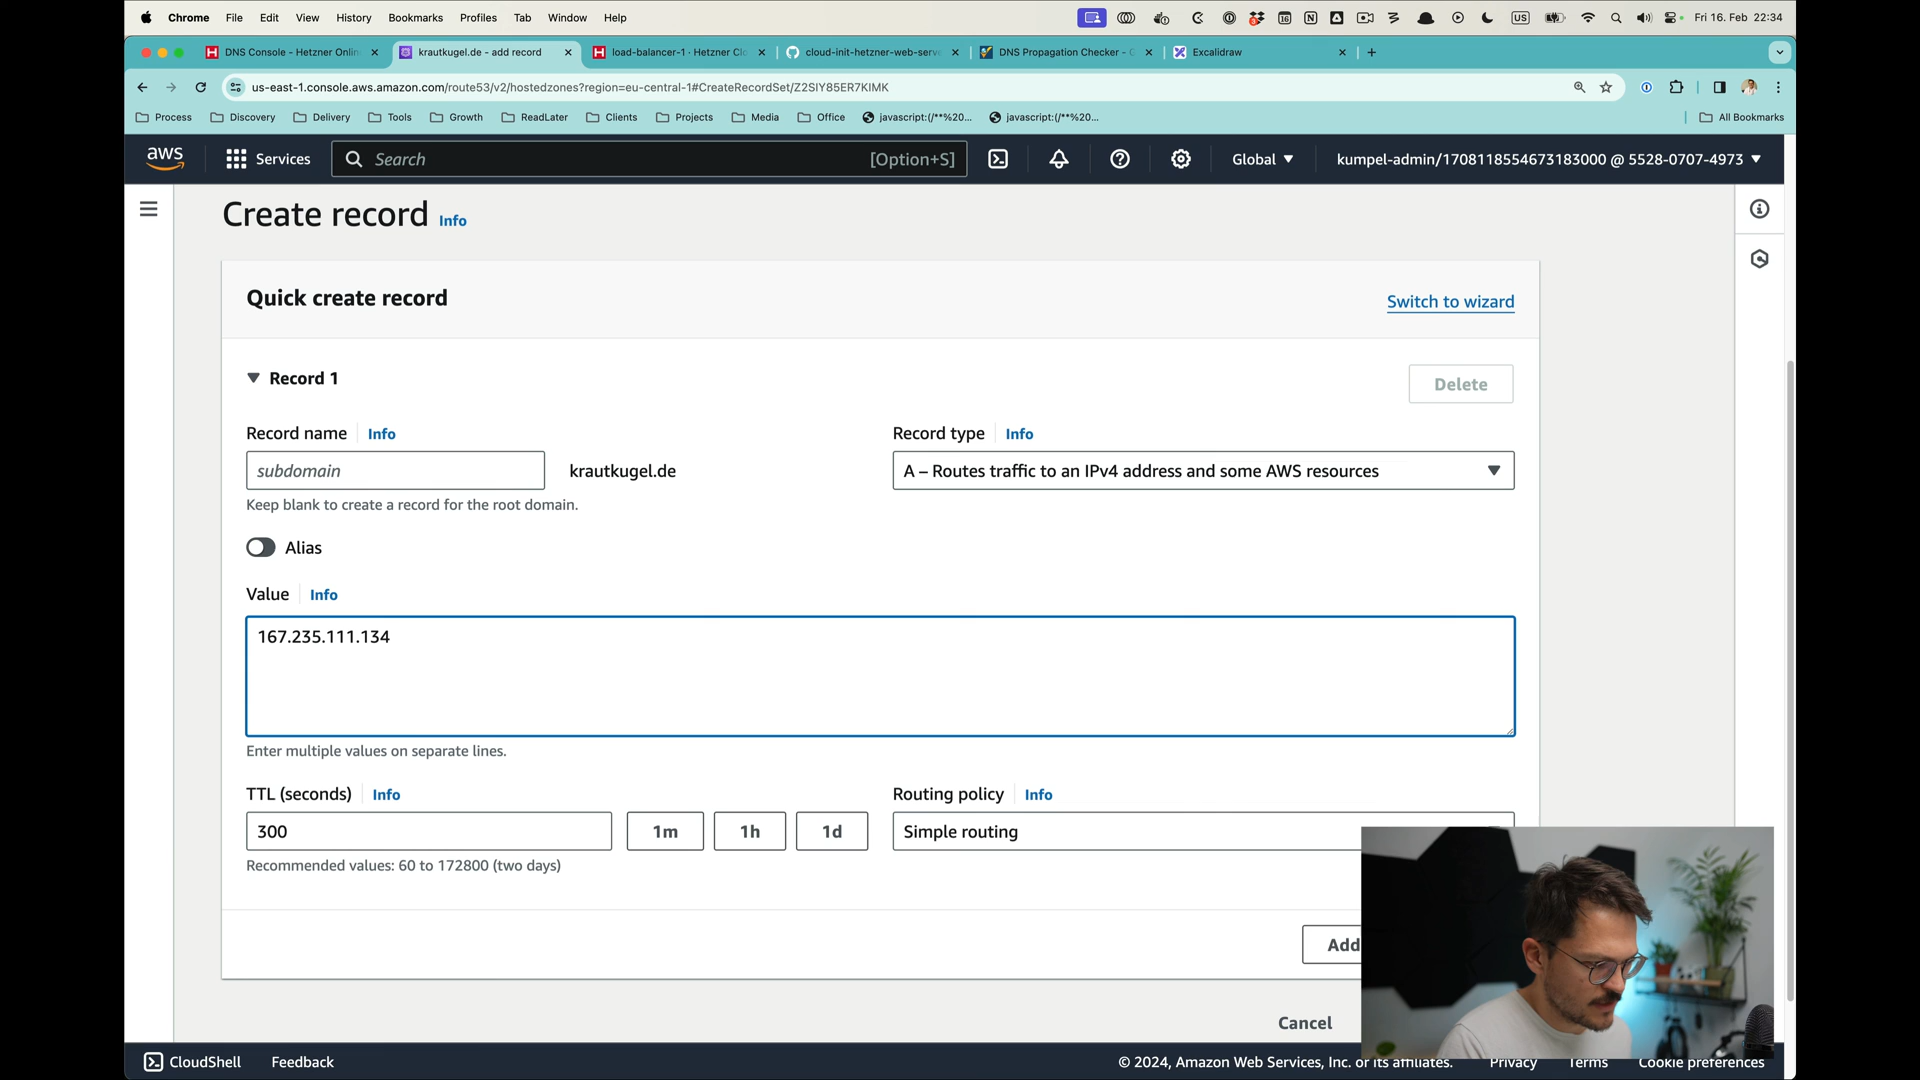 Chrome File Edit View History Bookmarks Profiles Tab Window Help US Fri 16. Feb 22:34
DNS Console - Hetzner Onlin krautkugel.de - add record load-balancer-1 · Hetzner Clo cloud-init-hetzner-web-serve DNS Propagation Checker - G Excalidraw
us-east-1.console.aws.amazon.com/route53/v2/hostedzones?region=eu-central-1#CreateRecordSet/Z2SIY85ER7KIMK
Process Discovery Delivery Tools Growth ReadLater Clients Projects Media Office javascript:(/**%20... javascript:(/**%20... All Bookmarks
aws Services Search [Option+S] Global kumpel-admin/1708118554673183000 @ 5528-0707-4973
Create record Info
Quick create record
Switch to wizard
Record 1
Delete
Record name Info
Record type Info
subdomain krautkugel.de
A – Routes traffic to an IPv4 address and some AWS resources
Keep blank to create a record for the root domain.
Alias
Value Info
167.235.111.134
Enter multiple values on separate lines.
TTL (seconds) Info
Routing policy Info
300 1m 1h 1d
Simple routing
Recommended values: 60 to 172800 (two days)
Add
Cancel
CloudShell Feedback © 2024, Amazon Web Services, Inc. or its affiliates. Privacy Terms Cookie preferences